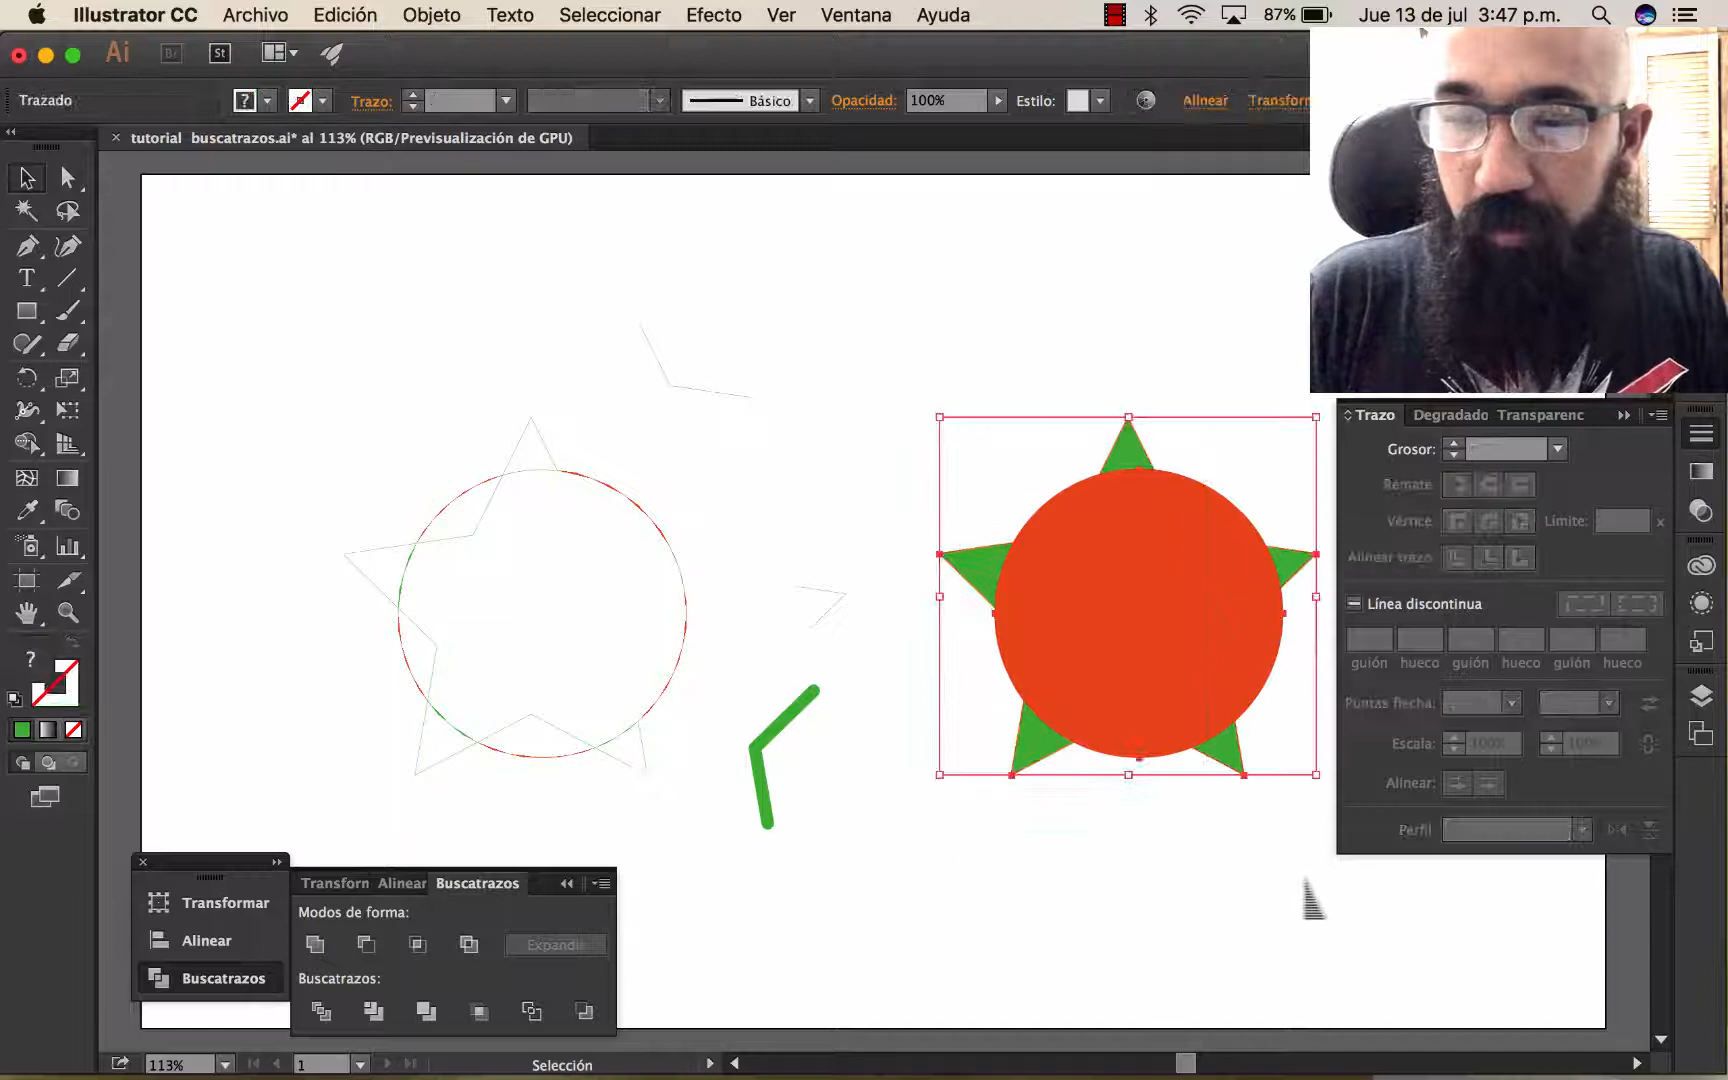 Illustrator CC Archivo Edición Objeto Texto Seleccionar Efecto Ver Ventana Ayuda 87% Jue 13 de jul 3:47 p.m.
Ai Br St
Trazado ? Trazo: Básico Opacidad: 100% Estilo: Alinear Transform
× tutorial buscatrazos.ai* al 113% (RGB/Previsualización de GPU)
T
?
Trazo Degradado Transparenc
Grosor:
Remate
Vértice Límite: x
Alinear trazo
Línea discontinua
guión hueco guión hueco guión hueco
Puntas flecha:
Escala: 100% 100%
Alinear:
Perfil
Transformar
Alinear
Buscatrazos
Transforn Alinear Buscatrazos
Modos de forma:
Expandir
Buscatrazos:
113% 1 Selección